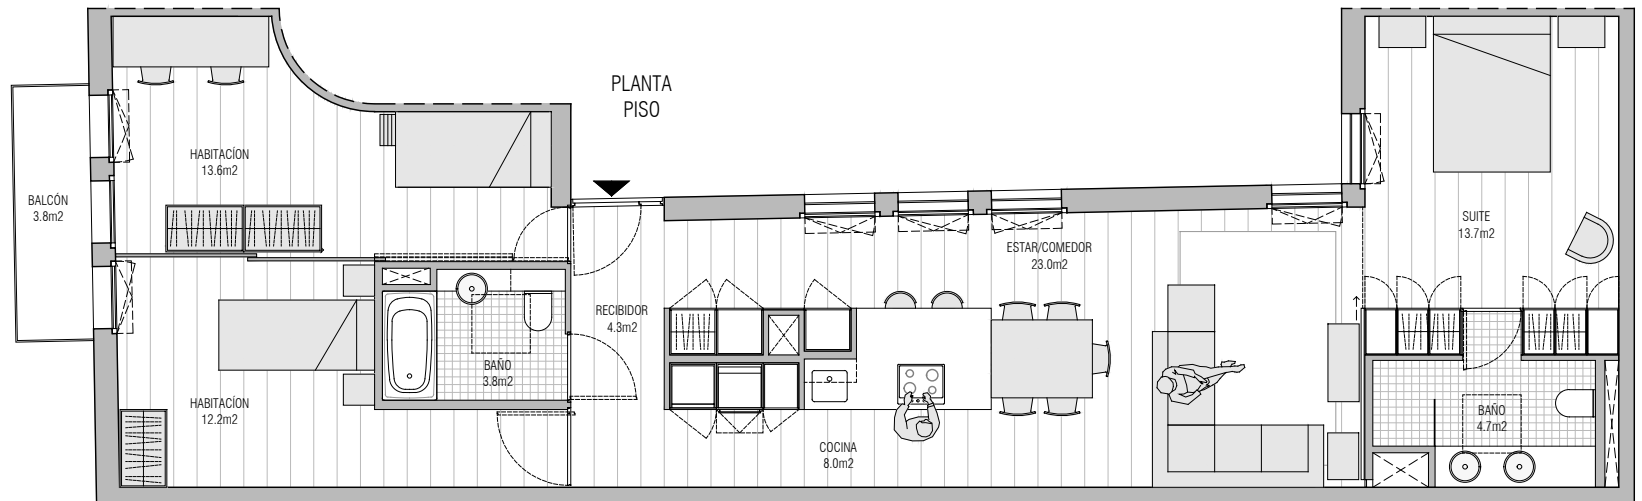 PLANTA
PISO
HABITACÍON
13.6m2
BALCÓN
3.8m2
SUITE
13.7m2
ESTAR/COMEDOR
23.0m2
RECIBIDOR
4.3m2
BAÑO
3.8m2
HABITACÍON
12.2m2
COCINA
8.0m2
BAÑO
4.7m2